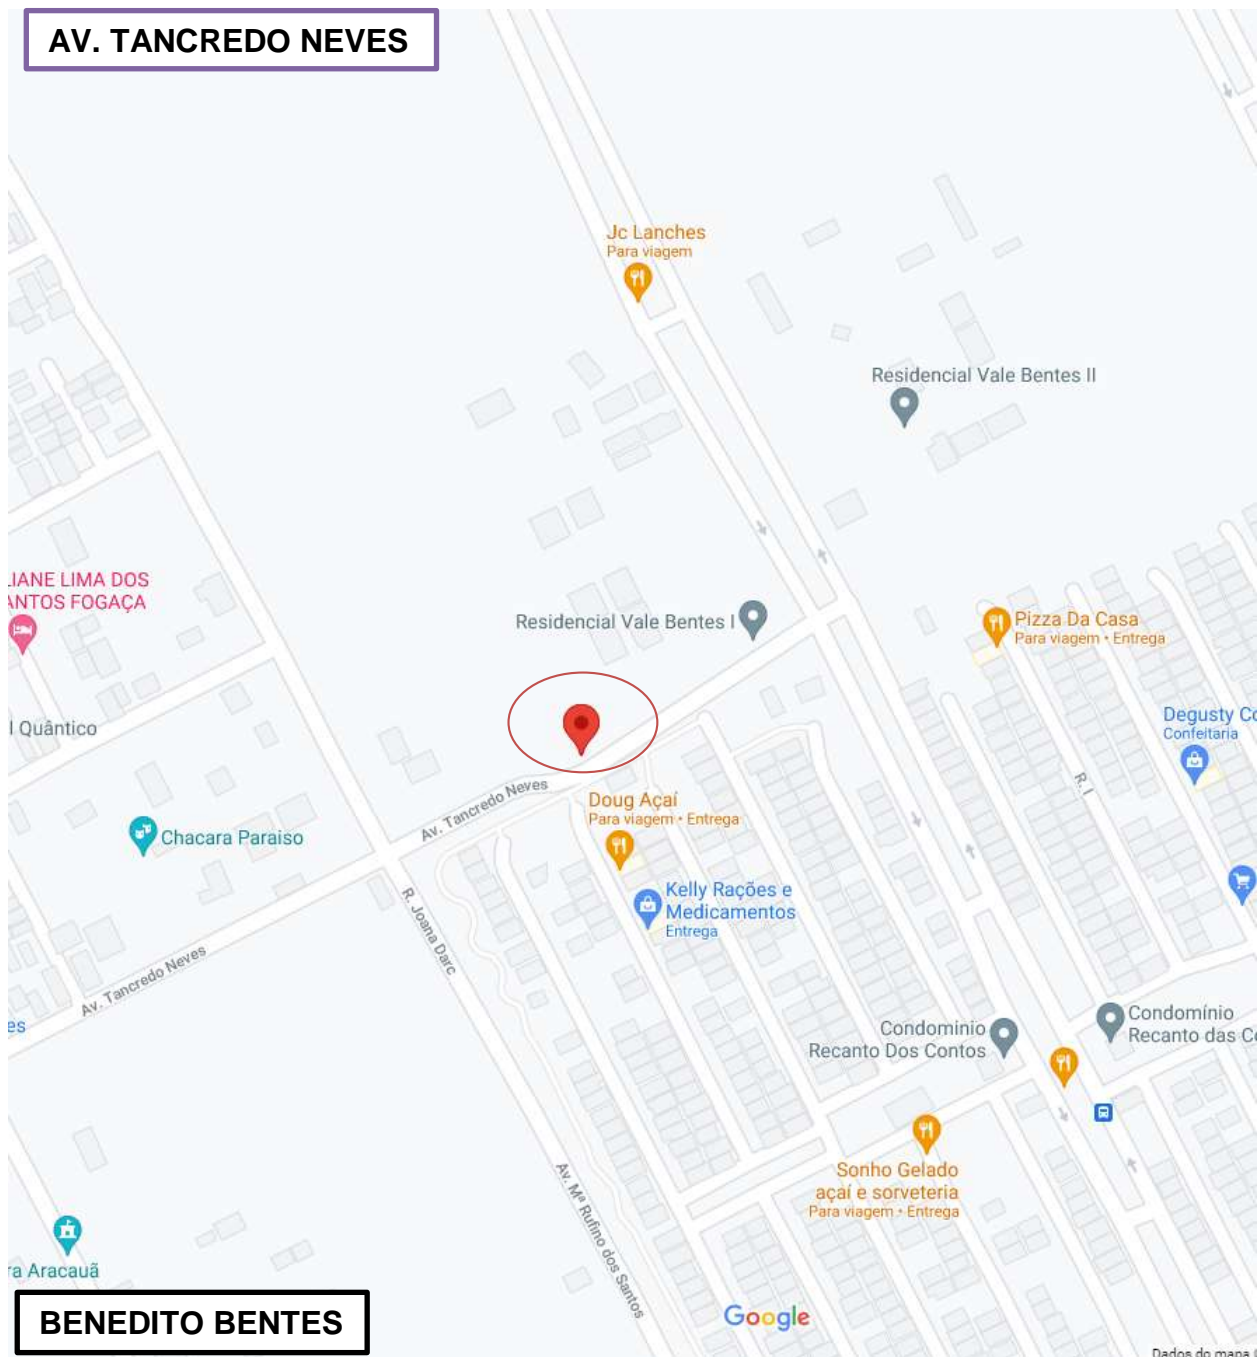 AV. TANCREDO NEVES
Jc Lanches
Para viagem
Residencial Vale Bentes II
LIANE LIMA DOS
ANTOS FOGAÇA
Residencial Vale Bentes I
Pizza Da Casa
Para viagem • Entrega
l Quântico
Degusty Co
Confeitaria
R. I
Av. Tancredo Neves
Doug Açaí
Para viagem • Entrega
Chacara Paraiso
Kelly Rações e
Medicamentos
Entrega
R. Joana Darc
Av. Tancredo Neves
es
Condominio
Recanto Dos Contos
Condomínio
Recanto das Co
Sonho Gelado
açaí e sorveteria
Para viagem • Entrega
Av. Mª Rufino dos Santos
ra Aracauã
BENEDITO BENTES
Google
Dados do mapa